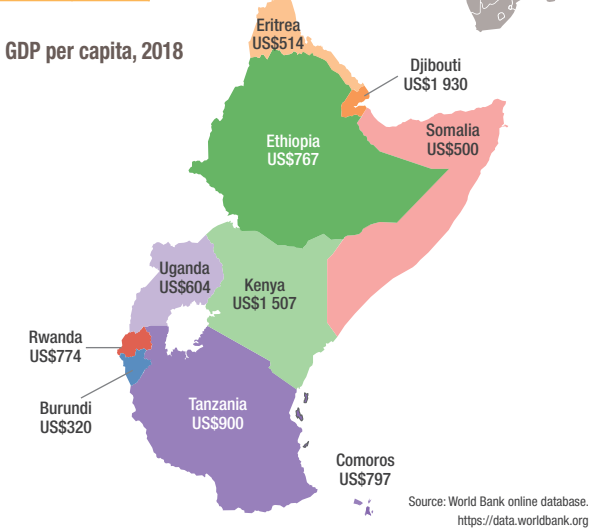 GDP per capita, 2018
Eritrea
US$514
Djibouti
US$1 930
Ethiopia
US$767
Somalia
US$500
Uganda
US$604
Kenya
US$1 507
Rwanda
US$774
Burundi
US$320
Tanzania
US$900
Comoros
US$797
Source: World Bank online database.
https://data.worldbank.org